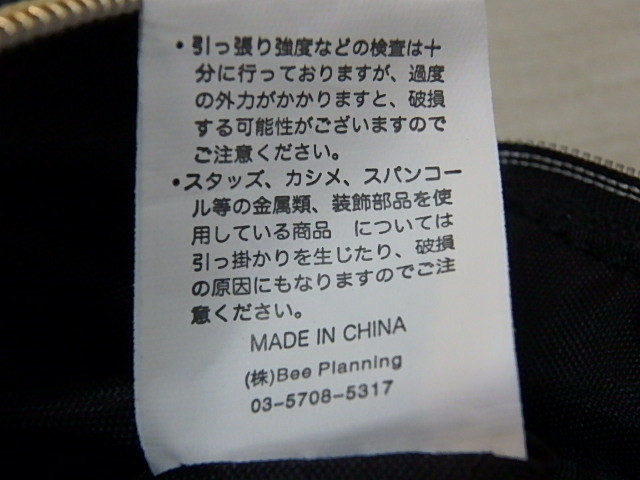 ・引っ張り強度などの検査は十
分に行っておりますが、過度
の外力がかかりますと、破損
する可能性がございますので
ご注意ください。
・スタッズ、カシメ、スパンコー
ル等の金属類、装飾部品を使
用している商品　については
引っ掛かりを生じたり、破損
の原因にもなりますのでご注
意ください。
MADE IN CHINA
(株)Bee Planning
03-5708-5317